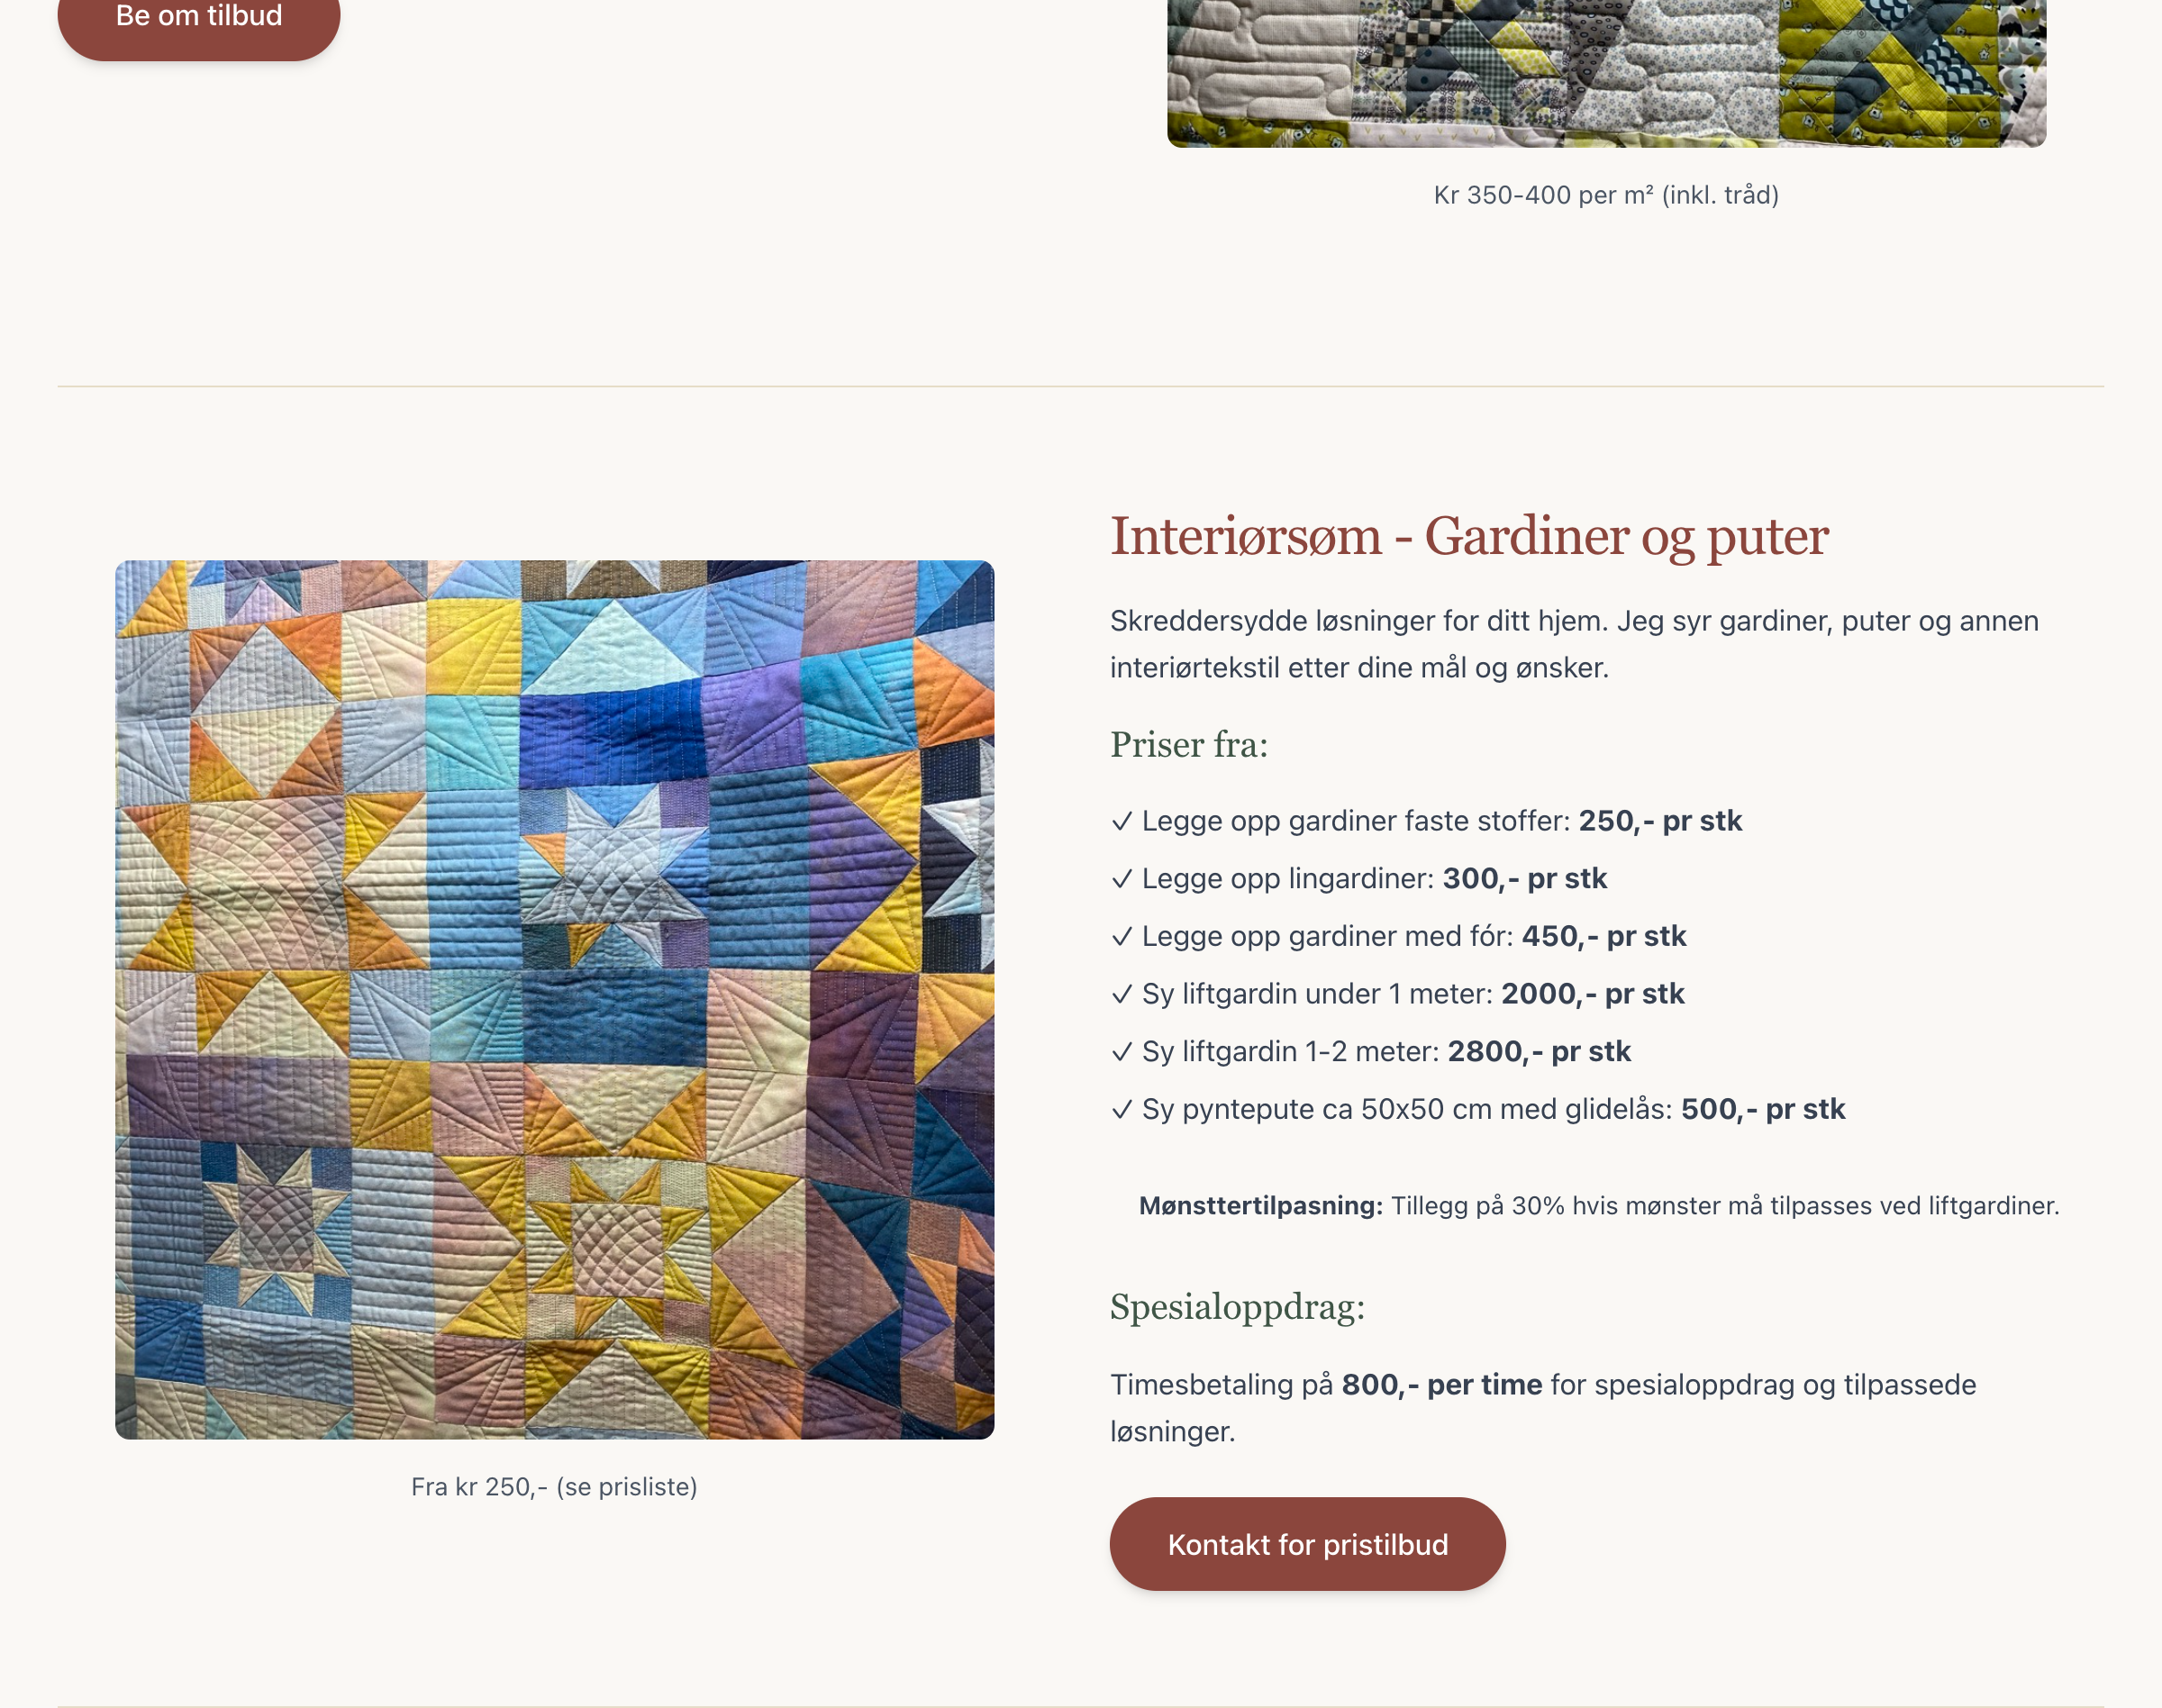 Be om tilbud
Kr 350-400 per m² (inkl. tråd)
Fra kr 250,- (se prisliste)
Interiørsøm - Gardiner og puter
Skreddersydde løsninger for ditt hjem. Jeg syr gardiner, puter og annen
interiørtekstil etter dine mål og ønsker.
Priser fra:
✓ Legge opp gardiner faste stoffer: 250,- pr stk
✓ Legge opp lingardiner: 300,- pr stk
✓ Legge opp gardiner med fór: 450,- pr stk
✓ Sy liftgardin under 1 meter: 2000,- pr stk
✓ Sy liftgardin 1-2 meter: 2800,- pr stk
✓ Sy pyntepute ca 50x50 cm med glidelås: 500,- pr stk
Mønsttertilpasning: Tillegg på 30% hvis mønster må tilpasses ved liftgardiner.
Spesialoppdrag:
Timesbetaling på 800,- per time for spesialoppdrag og tilpassede
løsninger.
Kontakt for pristilbud